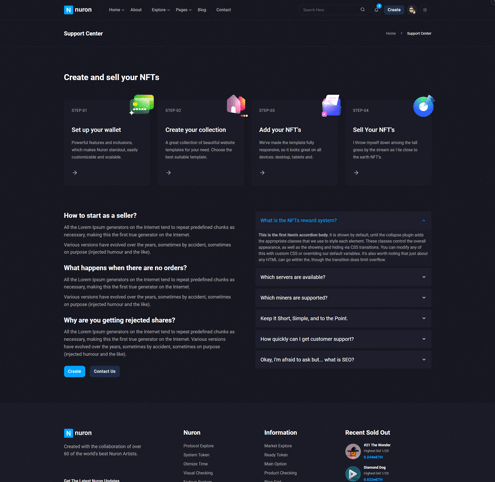 nuron
Home
About
Explore
Pages
Blog
Contact
Search Here
Create
Support Center
Home
Support Center
Create and sell your NFTs
STEP-01
Set up your wallet
Powerful features and inclusions,
which makes Nuron standout, easily
customizable and scalable.
STEP-02
Create your collection
A great collection of beautiful website
templates for your need. Choose the
best suitable template.
STEP-03
Add your NFT's
We've made the template fully
responsive, so it looks great on all
devices: desktop, tablets and.
STEP-04
Sell Your NFT's
I throw myself down among the tall
grass by the stream as I lie close to
the earth NFT's.
How to start as a seller?
All the Lorem Ipsum generators on the Internet tend to repeat predefined chunks as
necessary, making this the first true generator on the Internet.
Various versions have evolved over the years, sometimes by accident, sometimes
on purpose (injected humour and the like).
What happens when there are no orders?
All the Lorem Ipsum generators on the Internet tend to repeat predefined chunks as
necessary, making this the first true generator on the Internet.
Various versions have evolved over the years, sometimes by accident, sometimes
on purpose (injected humour and the like).
Why are you getting rejected shares?
All the Lorem Ipsum generators on the Internet tend to repeat predefined chunks as
necessary, making this the first true generator on the Internet. Various versions
have evolved over the years, sometimes by accident, sometimes on purpose
(injected humour and the like).
Create
Contact Us
What is the NFTs reward system?
This is the first item's accordion body. It is shown by default, until the collapse plugin adds
the appropriate classes that we use to style each element. These classes control the overall
appearance, as well as the showing and hiding via CSS transitions. You can modify any of
this with custom CSS or overriding our default variables. It's also worth noting that just about
any HTML can go within the, though the transition does limit overflow.
Which servers are available?
Which miners are supported?
Keep It Short, Simple, and to the Point.
How quickly can I get customer support?
Okay, I'm afraid to ask but... what is SEO?
nuron
Created with the collaboration of over
60 of the world's best Nuron Artists.
Get The Latest Nuron Updates
Nuron
Protocol Explore
System Token
Otimize Time
Visual Checking
Information
Market Explore
Ready Token
Main Option
Product Checking
Recent Sold Out
#21 The Wonder
Highest bid 1/20
0.244wETH
Diamond Dog
Highest bid 1/20
0.022wETH